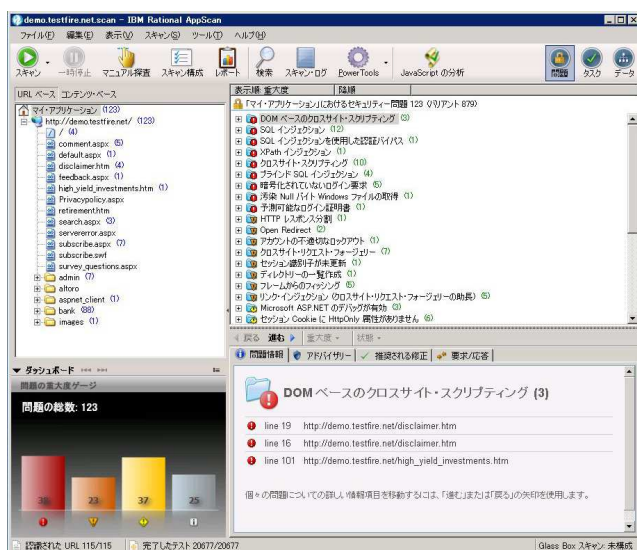 demo.testfire.net.scan - IBM Rational AppScan
ファイル(F) 編集(E) 表示(V) スキャン(S) ツール(T) ヘルプ(H)
スキャン 一時停止 マニュアル探査 スキャン構成 レポート 検索 スキャン・ログ PowerTools JavaScript の分析 問題 タスク データ
URL ベース コンテンツ・ベース
マイ・アプリケーション (123)
http://demo.testfire.net/ (123)
/ (4)
comment.aspx (6)
default.aspx (1)
disclaimer.htm (4)
feedback.aspx (1)
high_yield_investments.htm (1)
Privacypolicy.aspx
retirement.htm
search.aspx (3)
servererror.aspx
subscribe.aspx (7)
subscribe.swf
survey_questions.aspx
admin (7)
altoro
aspnet_client (1)
bank (88)
images (1)
表示順 重大度 降順
「マイ・アプリケーション」におけるセキュリティー問題 123 (バリアント 879)
DOM ベースのクロスサイト・スクリプティング (3)
SQL インジェクション (12)
SQL インジェクションを使用した認証バイパス (1)
XPath インジェクション (1)
クロスサイト・スクリプティング (10)
ブラインド SQL インジェクション (4)
暗号化されていないログイン要求 (5)
汚染 Null バイト Windows ファイルの取得 (1)
予測可能なログイン証明書 (1)
HTTP レスポンス分割 (1)
Open Redirect (2)
アカウントの不適切なロックアウト (1)
クロスサイト・リクエスト・フォージェリー (7)
セッション識別子が未更新 (1)
ディレクトリーの一覧作成 (1)
フレームからのフィッシング (5)
リンク・インジェクション (クロスサイト・リクエスト・フォージェリーの助長) (5)
Microsoft ASP.NET のデバッグが有効 (3)
セッション Cookie に HttpOnly 属性がありません (6)
戻る 進む 重大度 状態
問題情報 アドバイザリー 推奨される修正 要求/応答
DOM ベースのクロスサイト・スクリプティング (3)
line 19 http://demo.testfire.net/disclaimer.htm
line 16 http://demo.testfire.net/disclaimer.htm
line 101 http://demo.testfire.net/high_yield_investments.htm
個々の問題についての詳しい情報項目を移動するには、「進む」または「戻る」の矢印を使用します。
ダッシュボード
問題の重大度ゲージ
問題の総数: 123
38 23 37 25
認識された URL 115/115 完了したテスト 20677/20677 Glass Box スキャン: 未構成